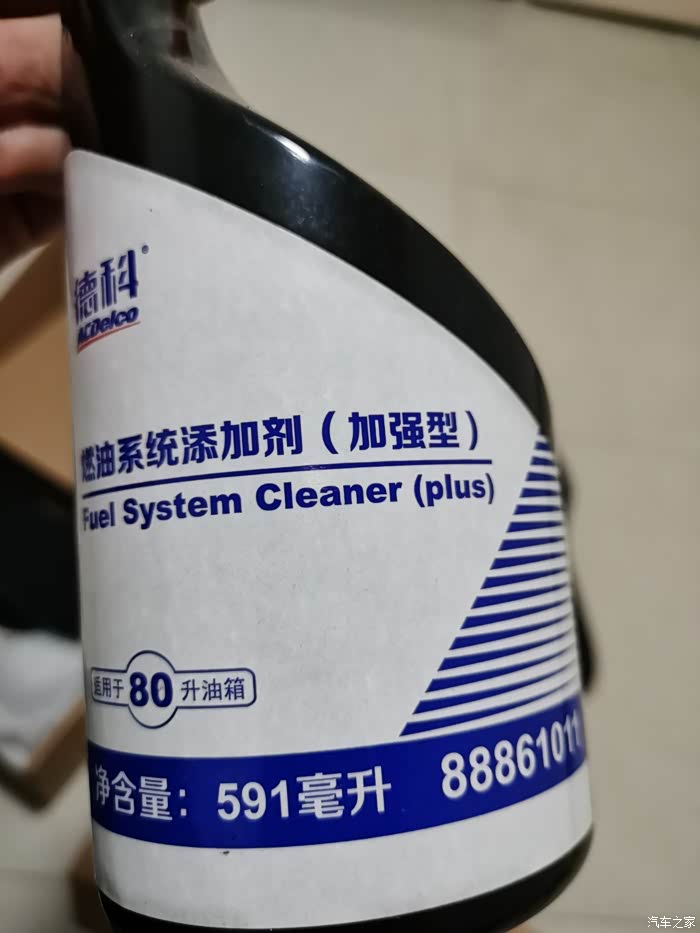 德科®
ACDelco
燃油系统添加剂（加强型）
Fuel System Cleaner (plus)
适用于80升油箱
净含量：591毫升
88861011
汽车之家